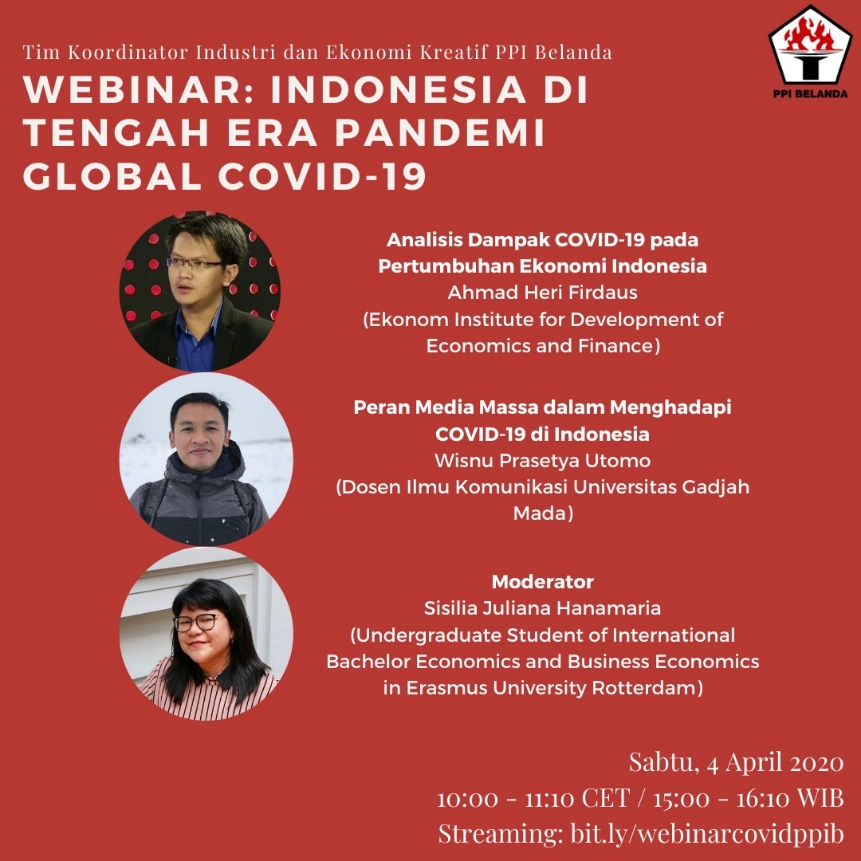 Tim Koordinator Industri dan Ekonomi Kreatif PPI Belanda
WEBINAR: INDONESIA DI
TENGAH ERA PANDEMI
GLOBAL COVID-19
PPI BELANDA
Analisis Dampak COVID-19 pada
Pertumbuhan Ekonomi Indonesia
Ahmad Heri Firdaus
(Ekonom Institute for Development of
Economics and Finance)
Peran Media Massa dalam Menghadapi
COVID-19 di Indonesia
Wisnu Prasetya Utomo
(Dosen Ilmu Komunikasi Universitas Gadjah
Mada)
Moderator
Sisilia Juliana Hanamaria
(Undergraduate Student of International
Bachelor Economics and Business Economics
in Erasmus University Rotterdam)
Sabtu, 4 April 2020
10:00 - 11:10 CET / 15:00 - 16:10 WIB
Streaming: bit.ly/webinarcovidppib